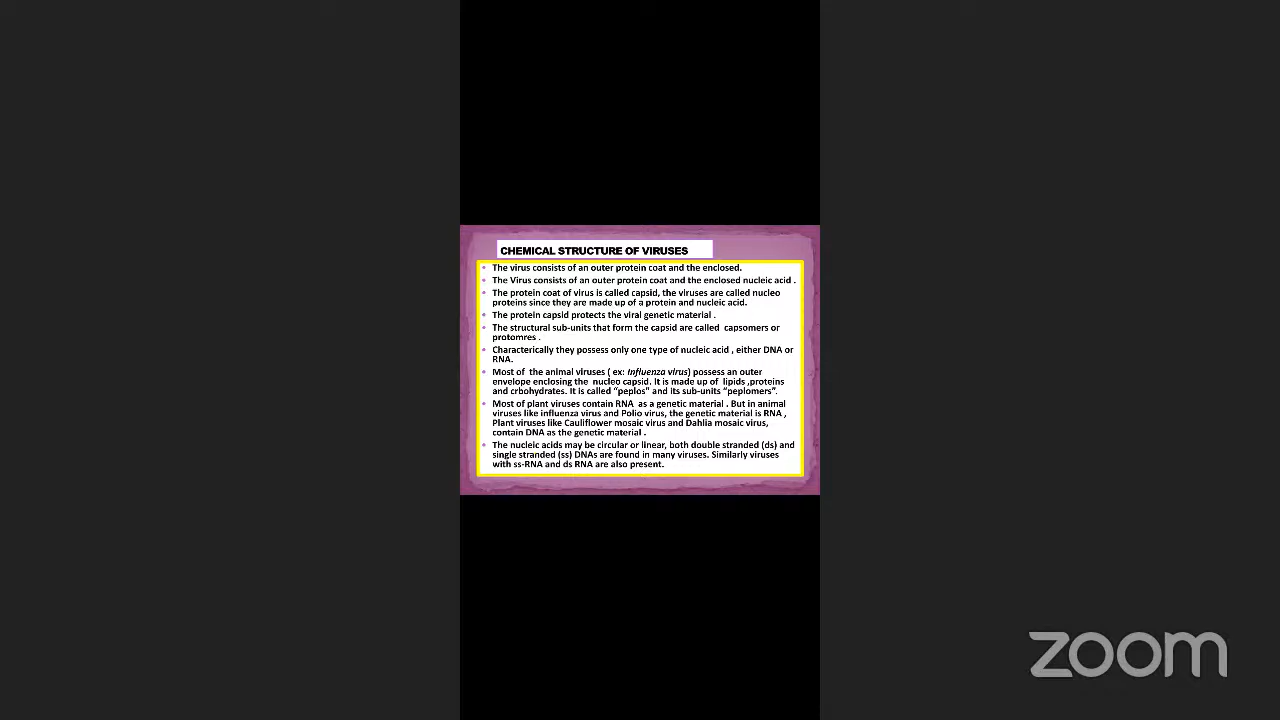 CHEMICAL STRUCTURE OF VIRUSES
• The virus consists of an outer protein coat and the enclosed.
• The Virus consists of an outer protein coat and the enclosed nucleic acid .
• The protein coat of virus is called capsid, the viruses are called nucleo
proteins since they are made up of a protein and nucleic acid.
• The protein capsid protects the viral genetic material .
• The structural sub-units that form the capsid are called capsomers or
protomres .
• Characterically they possess only one type of nucleic acid , either DNA or
RNA.
• Most of the animal viruses ( ex: Influenza virus) possess an outer
envelope enclosing the nucleo capsid. It is made up of lipids ,proteins
and crbohydrates. It is called “peplos” and its sub-units “peplomers”.
• Most of plant viruses contain RNA as a genetic material . But in animal
viruses like influenza virus and Polio virus, the genetic material is RNA ,
Plant viruses like Cauliflower mosaic virus and Dahlia mosaic virus,
contain DNA as the genetic material .
• The nucleic acids may be circular or linear, both double stranded (ds) and
single stranded (ss) DNAs are found in many viruses. Similarly viruses
with ss-RNA and ds RNA are also present.
zoom